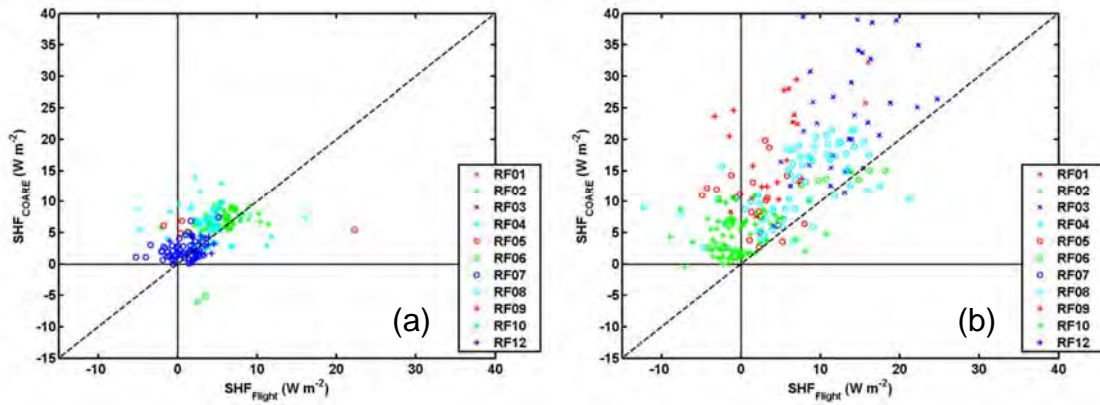 40
35
30
25
20
15
10
5
0
-5
-10
-15
SHF_COARE (W m⁻²)
-10 0 10 20 30 40
SHF_Flight (W m⁻²)
RF01
RF02
RF03
RF04
RF05
RF06
RF07
RF08
RF09
RF10
RF12
(a)
40
35
30
25
20
15
10
5
0
-5
-10
-15
SHF_COARE (W m⁻²)
-10 0 10 20 30 40
SHF_Flight (W m⁻²)
RF01
RF02
RF03
RF04
RF05
RF06
RF07
RF08
RF09
RF10
RF12
(b)